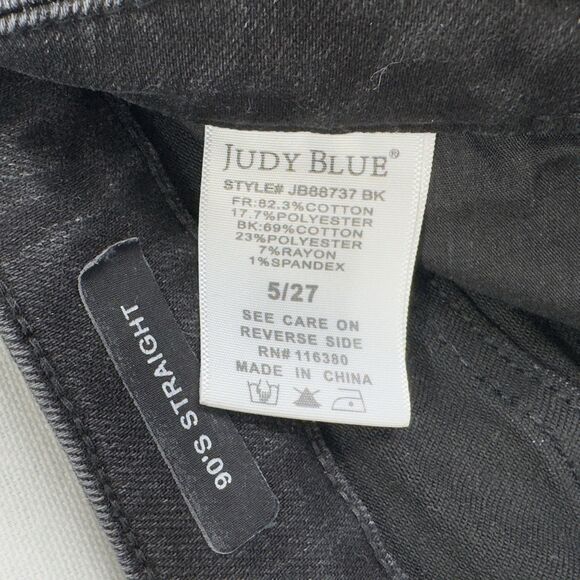 JUDY BLUE®
STYLE# JB88737 BK
FR:82.3%COTTON
17.7%POLYESTER
BK:69%COTTON
23%POLYESTER
7%RAYON
1%SPANDEX
5/27
SEE CARE ON
REVERSE SIDE
RN# 116380
MADE IN CHINA
90'S STRAIGHT